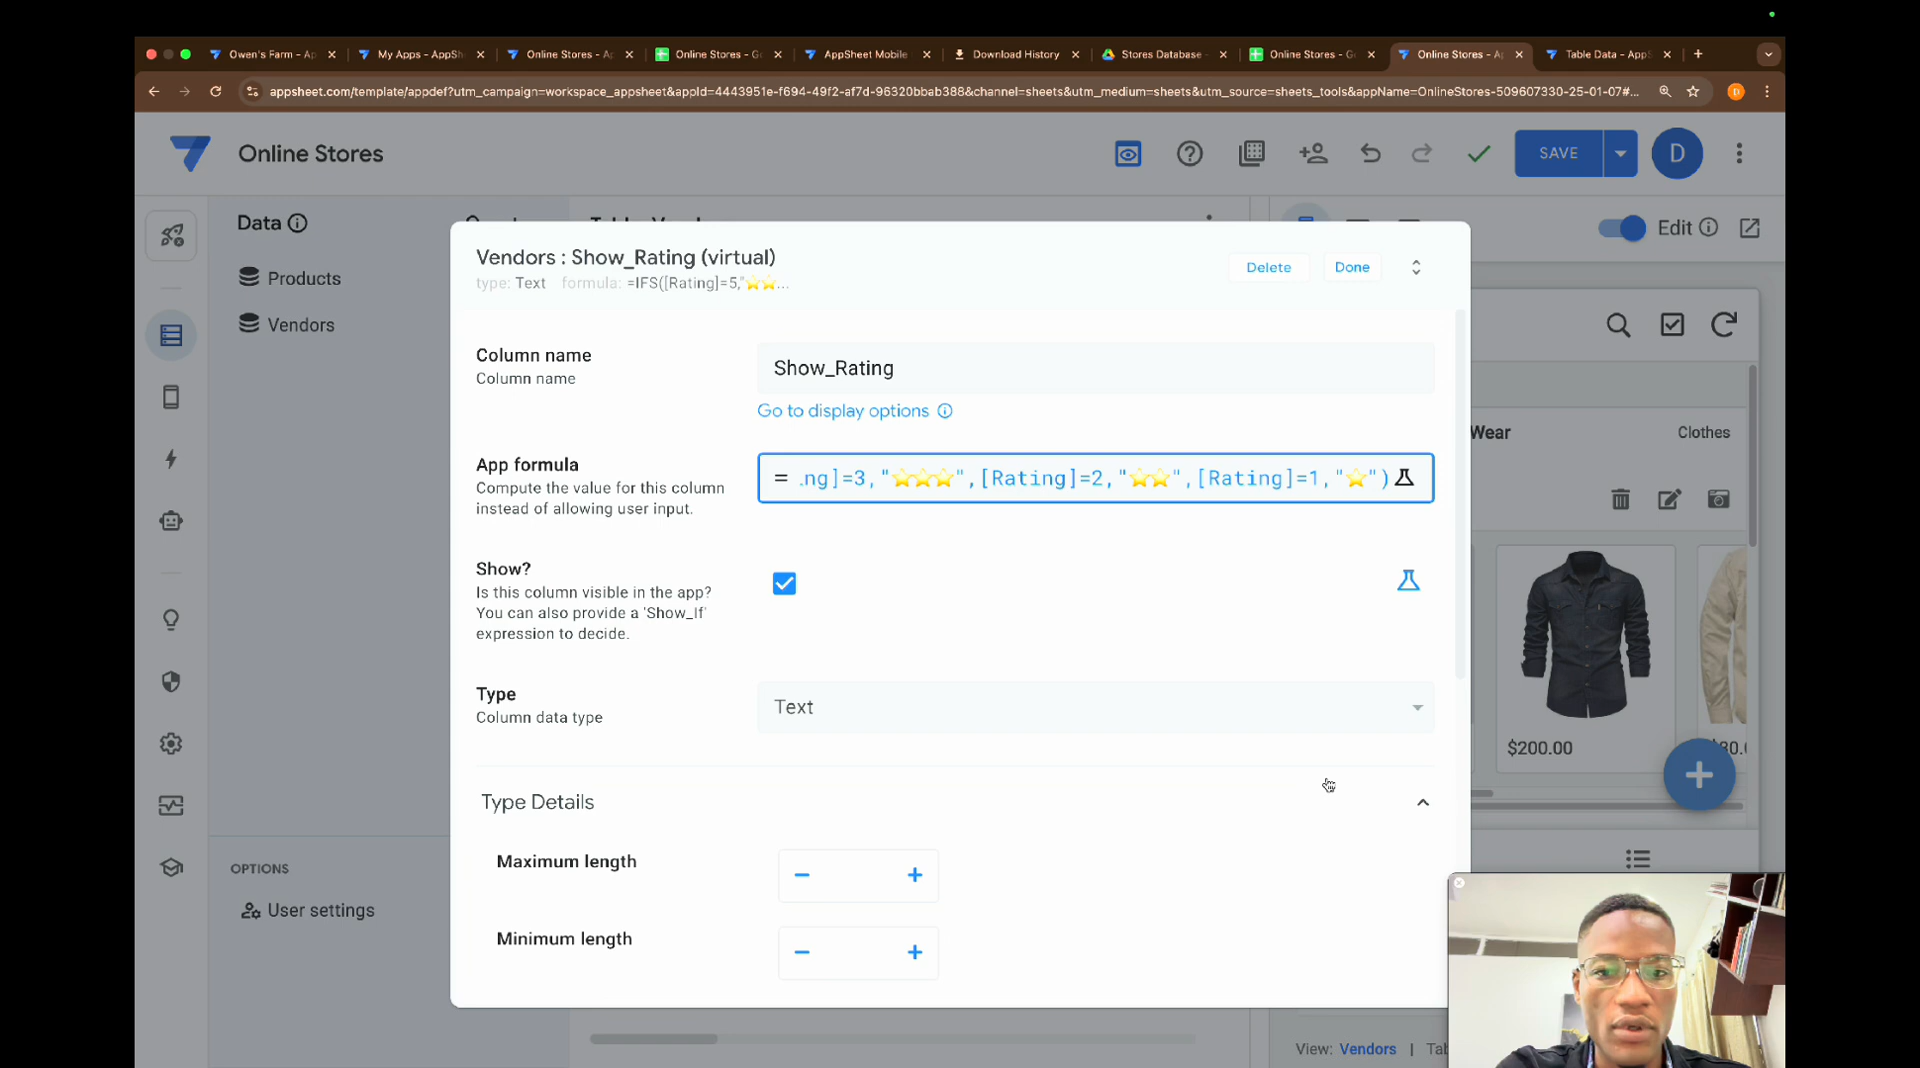 Owen's Farm - Ap
My Apps - AppSh
Online Stores - A
Online Stores - G
AppSheet Mobile
Download History
Stores Database -
Online Stores - G
Online Stores - A
Table Data - AppS
appsheet.com/template/appdef?utm_campaign=workspace_appsheet&appId=4443951e-f694-49f2-af7d-96320bbab388&channel=sheets&utm_medium=sheets&utm_source=sheets_tools&appName=OnlineStores-509607330-25-01-07#...
D
Online Stores
SAVE
D
Data
Edit
Products
Vendors
Vendors : Show_Rating (virtual)
type: Text formula: =IFS([Rating]=5,"⭐⭐...
Delete
Done
Column name
Column name
Show_Rating
Go to display options
App formula
Compute the value for this column
instead of allowing user input.
= .ng]=3,"⭐⭐⭐",[Rating]=2,"⭐⭐",[Rating]=1,"⭐")
Show?
Is this column visible in the app?
You can also provide a 'Show_If'
expression to decide.
Type
Column data type
Text
Type Details
Maximum length
Minimum length
OPTIONS
User settings
Wear
Clothes
$200.00
80.0
View: Vendors | Tab